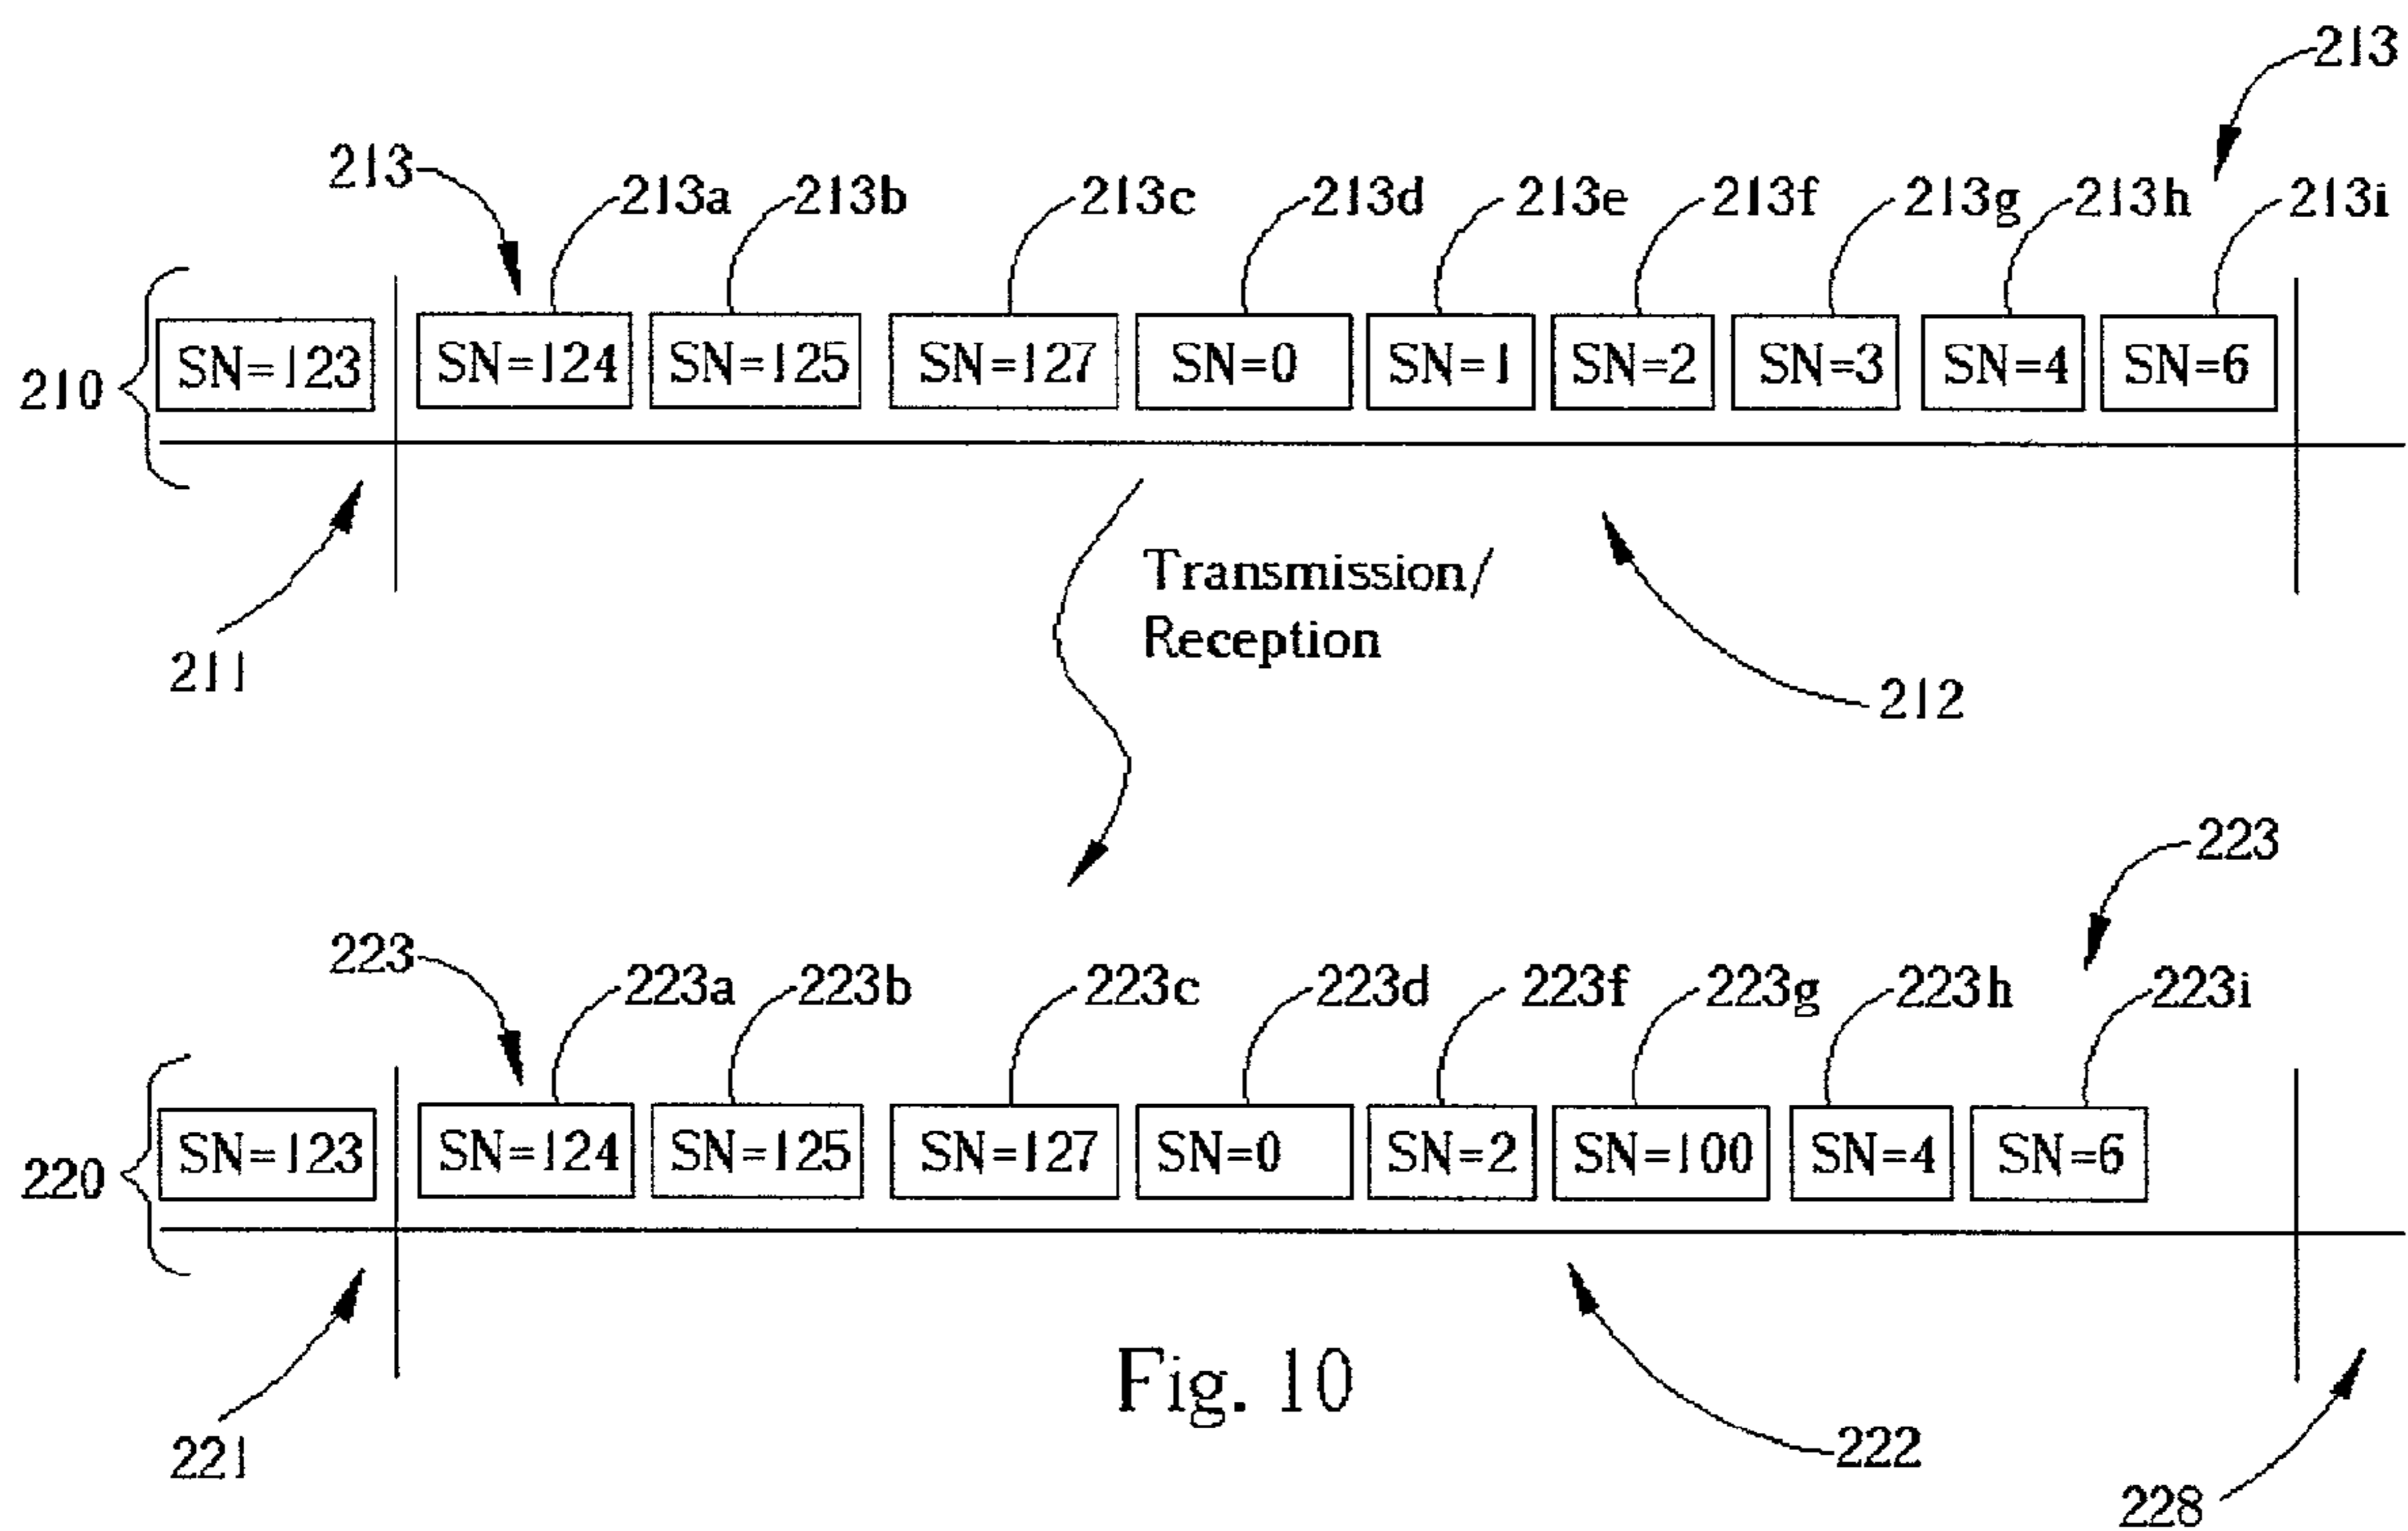 213
213
213a 213b 213c 213d 213e 213f 213g 213h 213i
210 SN=123 SN=124 SN=125 SN=127 SN=0 SN=1 SN=2 SN=3 SN=4 SN=6
Transmission/
Reception
211
212
223
223
223a 223b 223c 223d 223f 223g 223h 223i
220 SN=123 SN=124 SN=125 SN=127 SN=0 SN=2 SN=100 SN=4 SN=6
Fig. 10
221
222
228